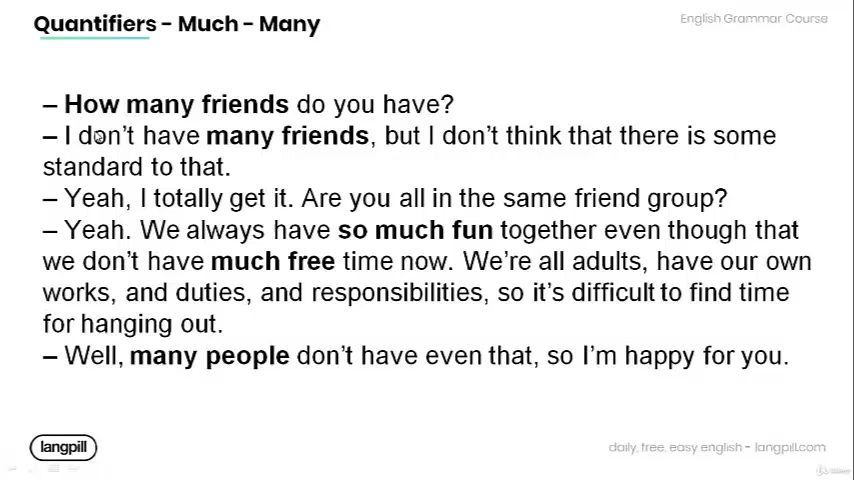 Quantifiers - Much - Many
English Grammar Course
– How many friends do you have?
– I don't have many friends, but I don't think that there is some
standard to that.
– Yeah, I totally get it. Are you all in the same friend group?
– Yeah. We always have so much fun together even though that
we don't have much free time now. We're all adults, have our own
works, and duties, and responsibilities, so it's difficult to find time
for hanging out.
– Well, many people don't have even that, so I'm happy for you.
langpill
daily, free, easy english - langpill.com
Udemy